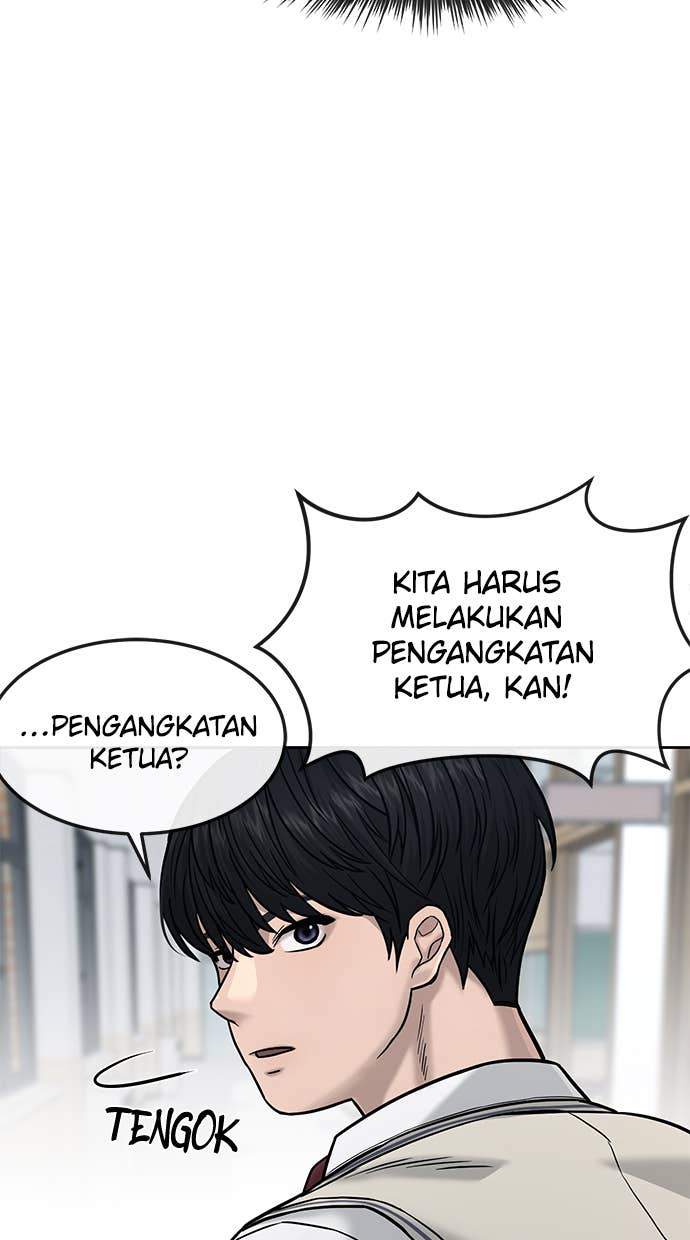 KITA HARUS
MELAKUKAN
PENGANGKATAN
KETUA, KAN!
...PENGANGKATAN
KETUA?
TENGOK